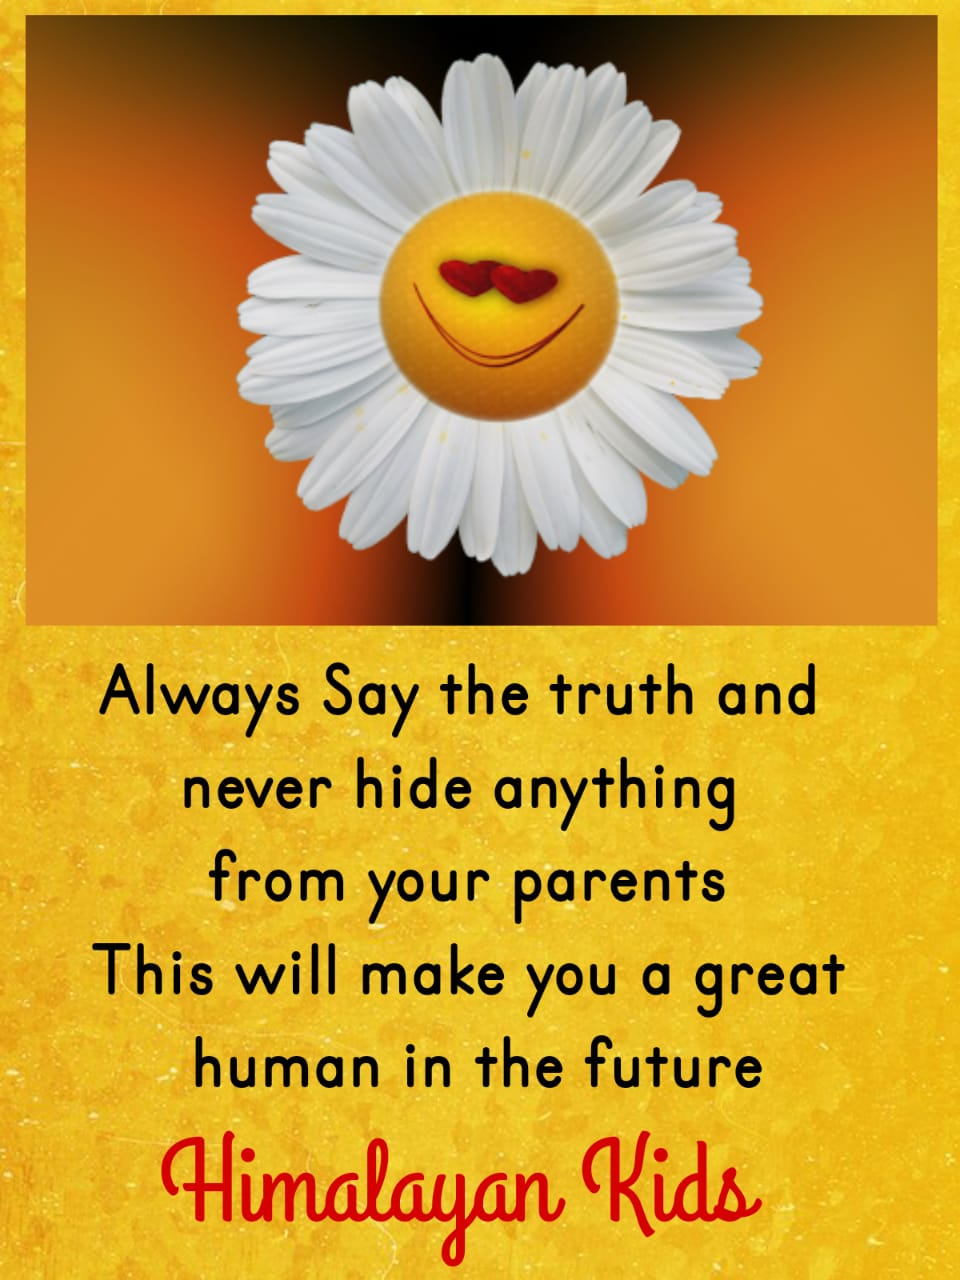 Always Say the truth and
never hide anything
from your parents
This will make you a great
human in the future
Himalayan Kids